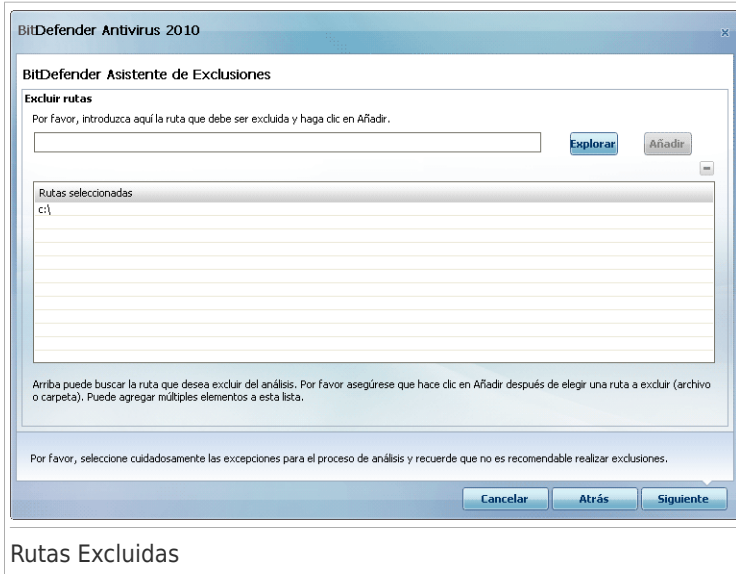 BitDefender Antivirus 2010
BitDefender Asistente de Exclusiones
Excluir rutas
Por favor, introduzca aquí la ruta que debe ser excluida y haga clic en Añadir.
Explorar
Añadir
Rutas seleccionadas
c:\
Arriba puede buscar la ruta que desea excluir del análisis. Por favor asegúrese que hace clic en Añadir después de elegir una ruta a excluir (archivo
o carpeta). Puede agregar múltiples elementos a esta lista.
Por favor, seleccione cuidadosamente las excepciones para el proceso de análisis y recuerde que no es recomendable realizar exclusiones.
Cancelar
Atrás
Siguiente
Rutas Excluidas